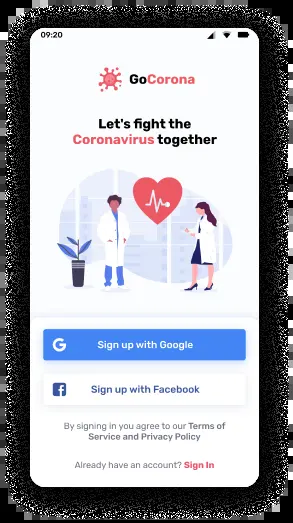 09:20
GoCorona
Let's fight the
Coronavirus together
Sign up with Google
Sign up with Facebook
By signing in you agree to our Terms of
Service and Privacy Policy
Already have an account? Sign In